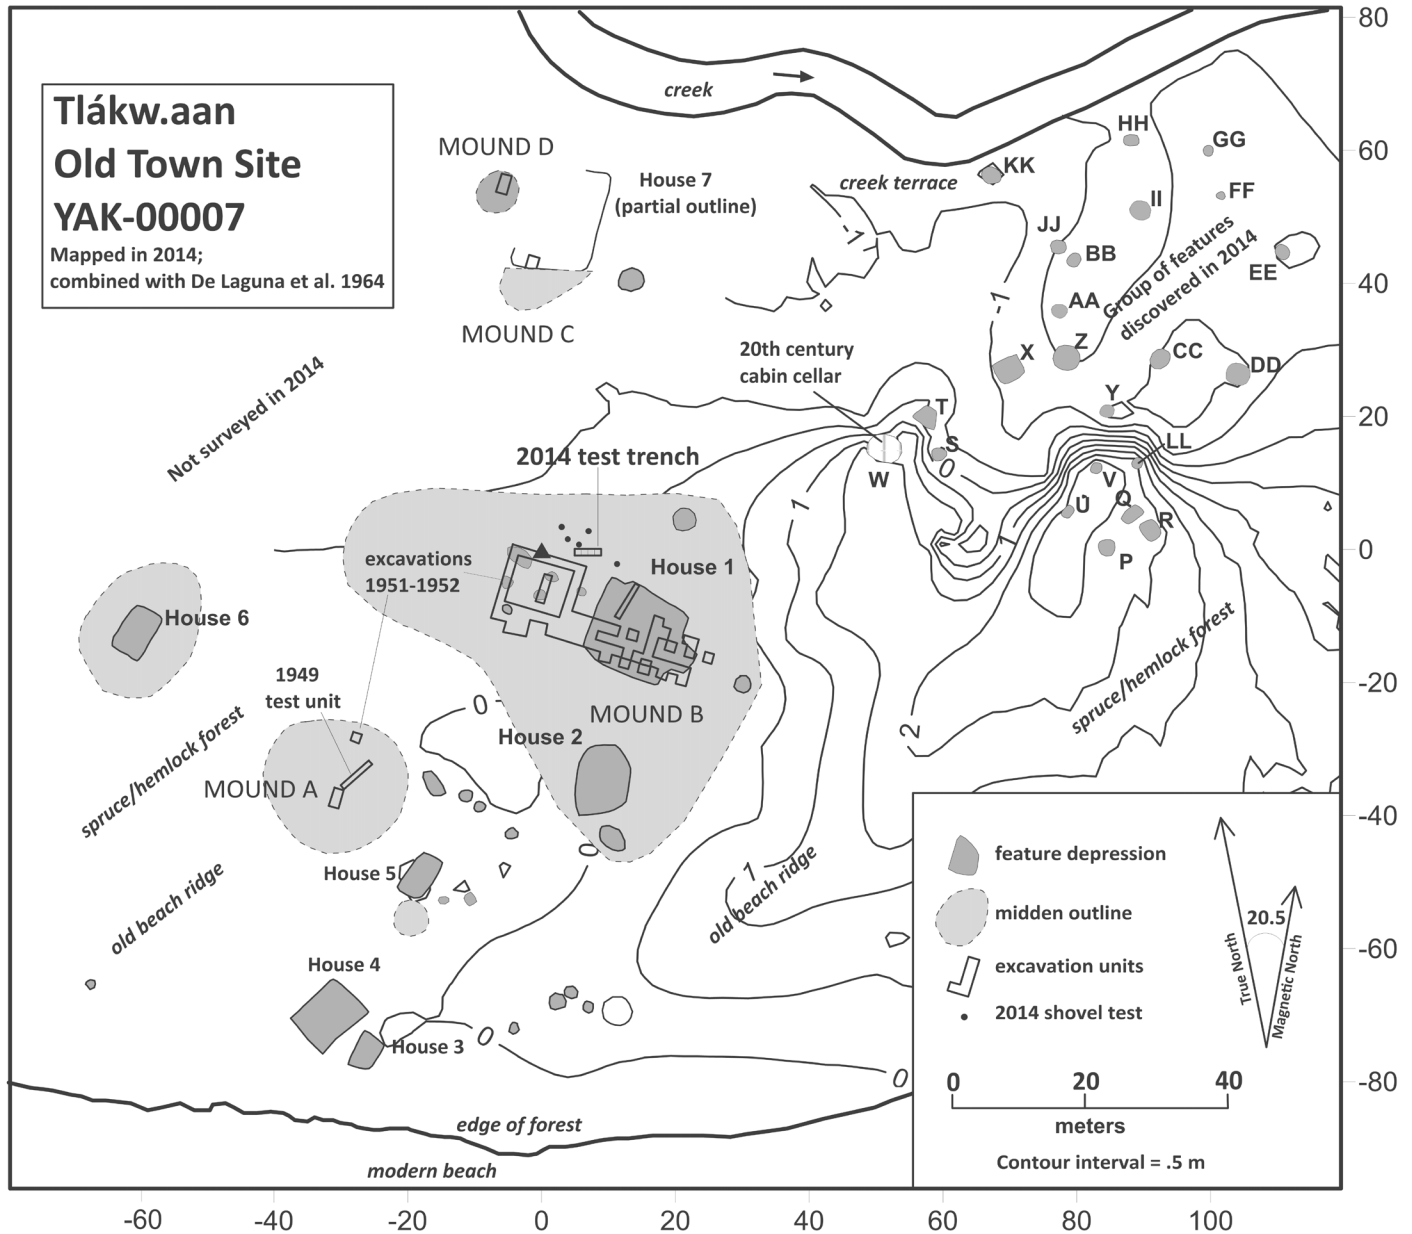 Tlákw.aan
Old Town Site
YAK-00007
Mapped in 2014;
combined with De Laguna et al. 1964
creek
MOUND D
House 7
(partial outline)
creek terrace
KK
HH
GG
FF
II
JJ
BB
EE
AA
Group of features
discovered in 2014
-1
-1
MOUND C
20th century
cabin cellar
X
Z
CC
DD
Y
T
S
LL
W
V
U
Q
R
P
0
1
1
2
Not surveyed in 2014
2014 test trench
excavations
1951-1952
House 1
House 6
1949
test unit
0
MOUND B
House 2
MOUND A
spruce/hemlock forest
spruce/hemlock forest
0
House 5
1
old beach ridge
old beach ridge
House 4
House 3
0
0
edge of forest
modern beach
feature depression
midden outline
excavation units
2014 shovel test
True North
20.5
Magnetic North
0 20 40
meters
Contour interval = .5 m
80
60
40
20
0
-20
-40
-60
-80
-60 -40 -20 0 20 40 60 80 100